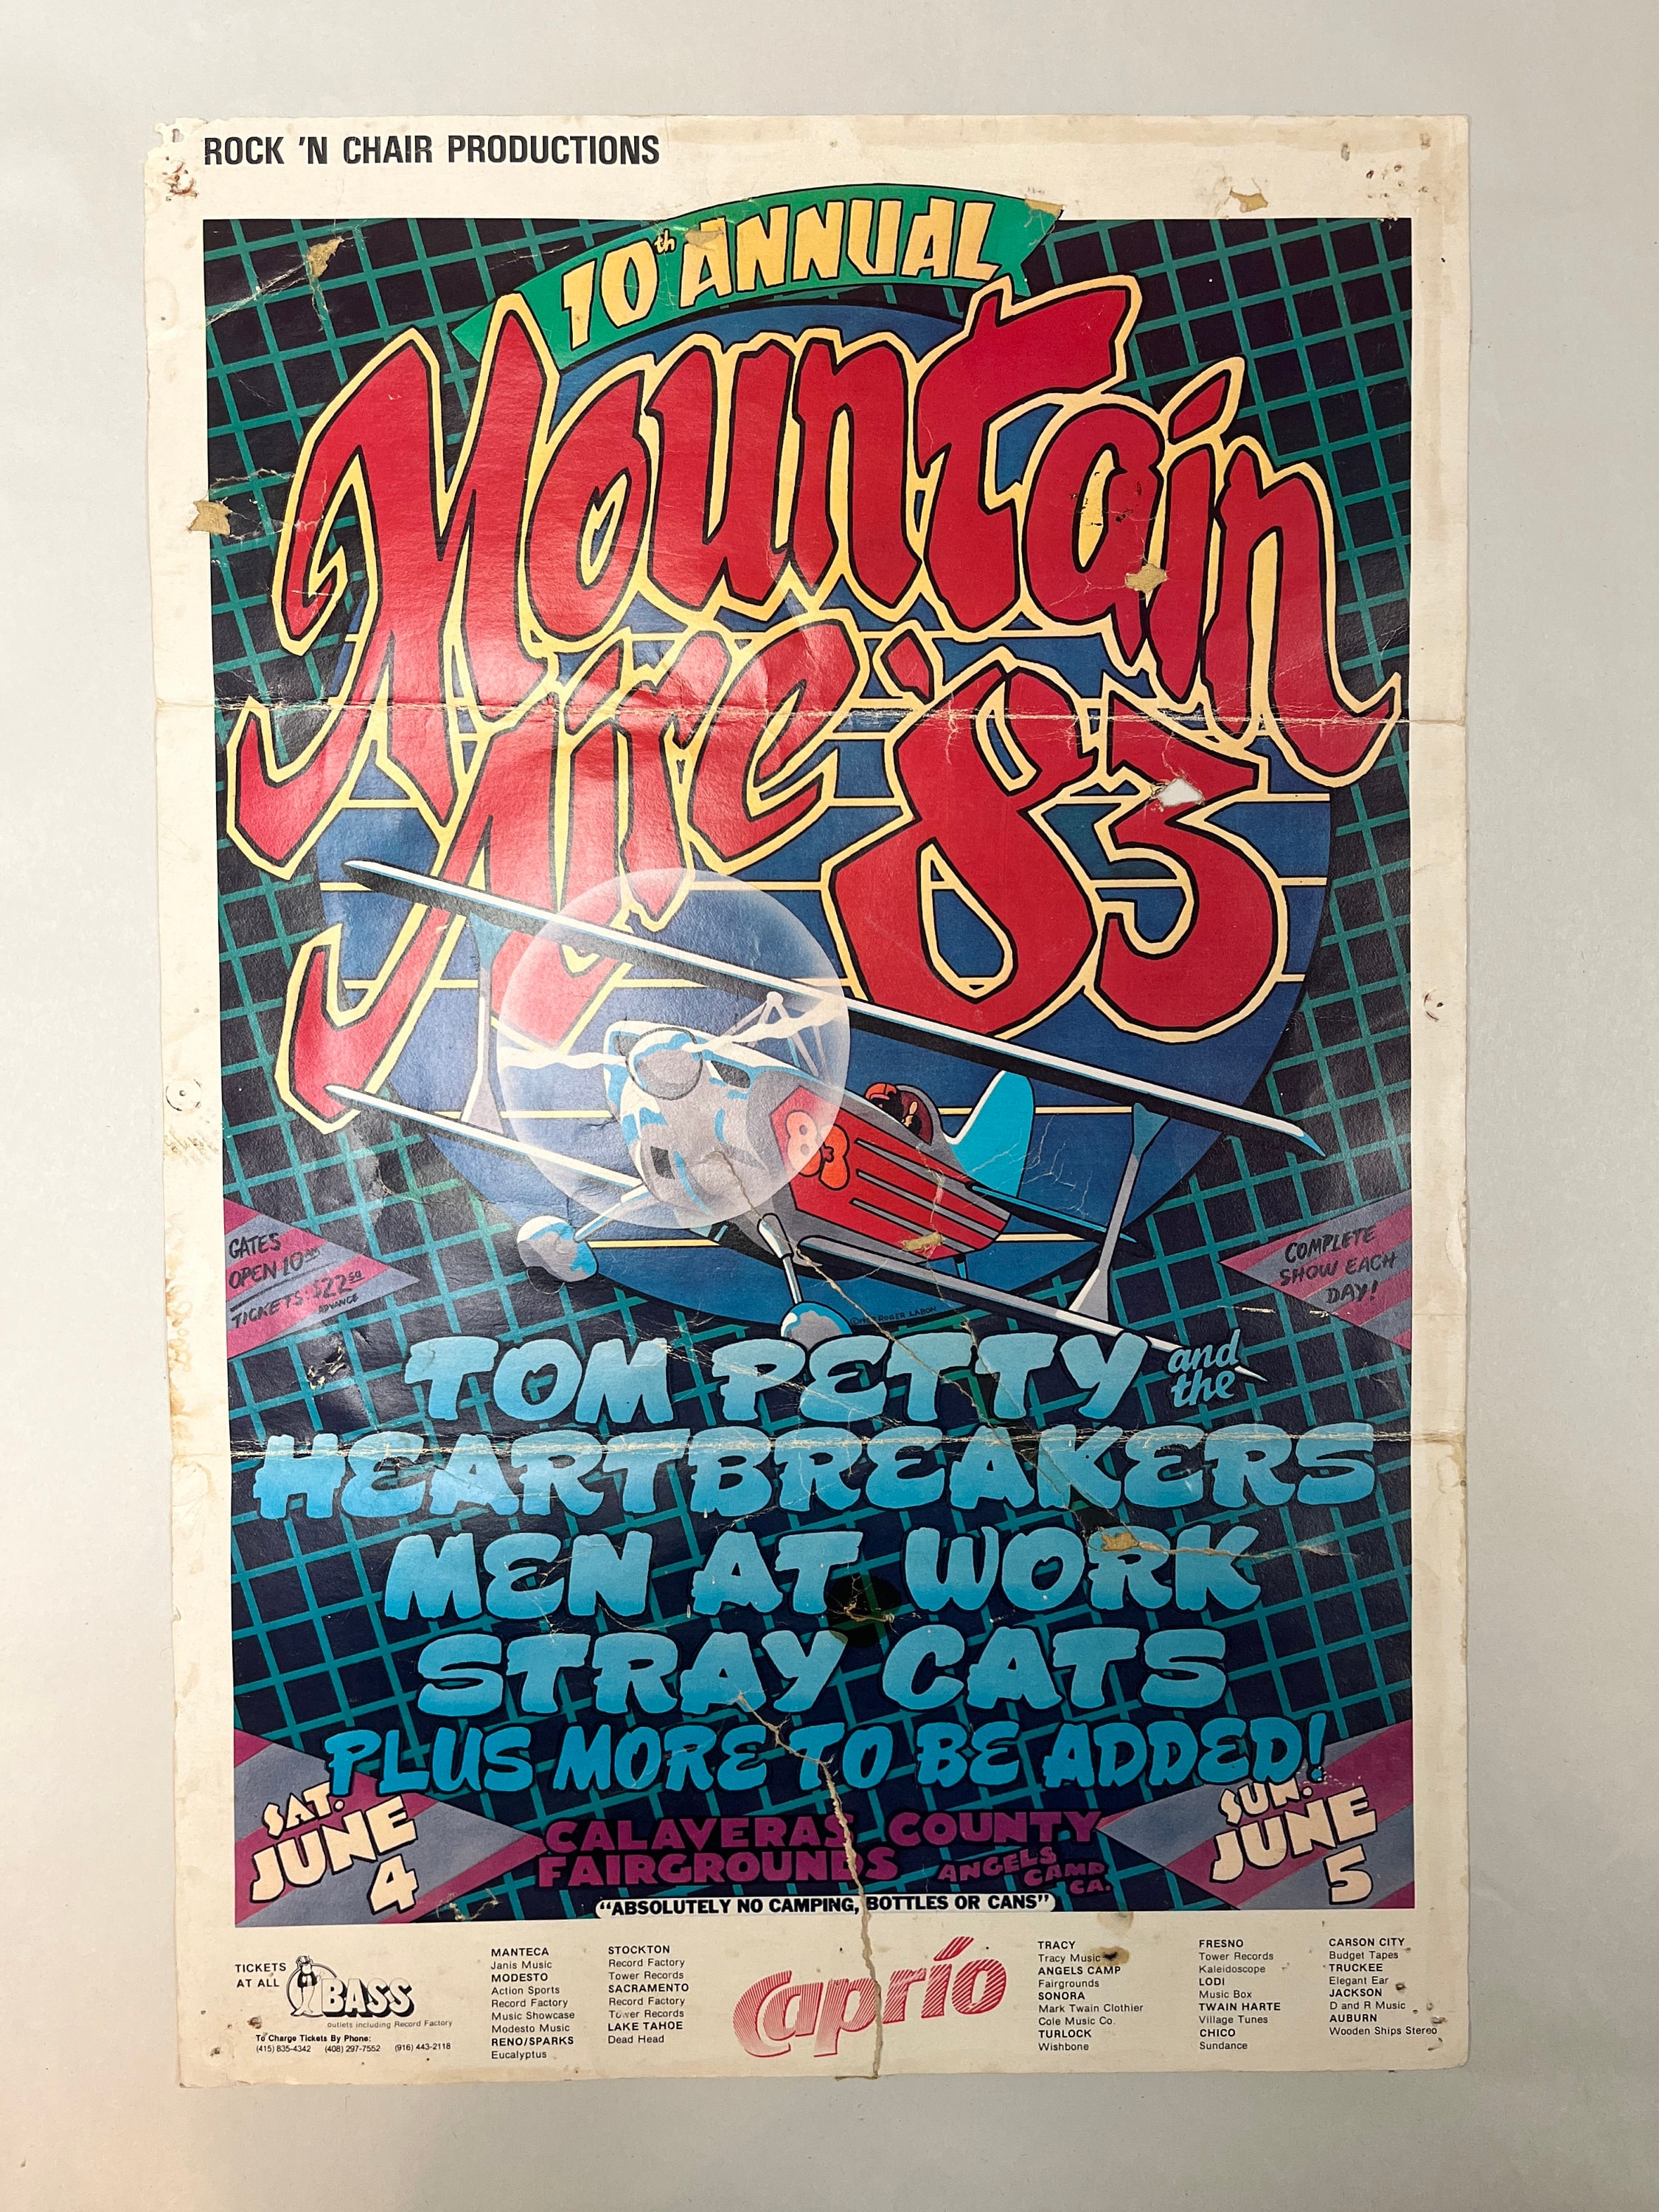 ROCK 'N CHAIR PRODUCTIONS
10th ANNUAL
Mountain
Aire '83
83
GATES
OPEN 10 AM
TICKETS: $22.50
ADVANCE
COMPLETE
SHOW EACH
DAY!
ROGER LABON
TOM PETTY and the
HEARTBREAKERS
MEN AT WORK
STRAY CATS
PLUS MORE TO BE ADDED!
SAT.
JUNE
4
CALAVERAS COUNTY
FAIRGROUNDS ANGELS CAMP CA.
SUN.
JUNE
5
"ABSOLUTELY NO CAMPING, BOTTLES OR CANS"
TICKETS
AT ALL
BASS
outlets including Record Factory
To Charge Tickets By Phone:
(415) 835-4342 (408) 297-7552 (916) 443-2118
MANTECA
Janis Music
MODESTO
Action Sports
Record Factory
Music Showcase
Modesto Music
RENO/SPARKS
Eucalyptus
STOCKTON
Record Factory
Tower Records
SACRAMENTO
Record Factory
Tower Records
LAKE TAHOE
Dead Head
Caprío
TRACY
Tracy Music
ANGELS CAMP
Fairgrounds
SONORA
Mark Twain Clothier
Cole Music Co.
TURLOCK
Wishbone
FRESNO
Tower Records
Kaleidoscope
LODI
Music Box
TWAIN HARTE
Village Tunes
CHICO
Sundance
CARSON CITY
Budget Tapes
TRUCKEE
Elegant Ear
JACKSON
D and R Music
AUBURN
Wooden Ships Stereo